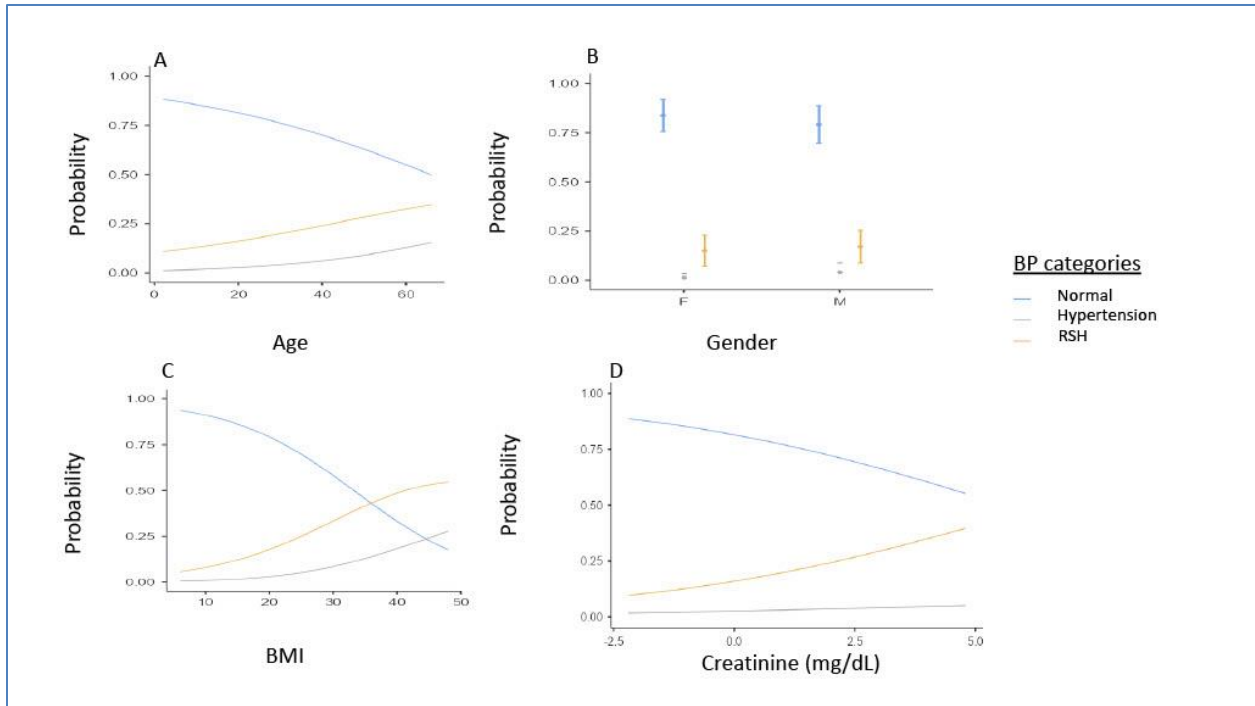 A
Probability
1.00
0.75
0.50
0.25
0.00
0 20 40 60
Age
B
Probability
1.00
0.75
0.50
0.25
0.00
F M
Gender
BP categories
Normal
Hypertension
RSH
C
Probability
1.00
0.75
0.50
0.25
0.00
10 20 30 40 50
BMI
D
Probability
1.00
0.75
0.50
0.25
0.00
-2.5 0.0 2.5 5.0
Creatinine (mg/dL)